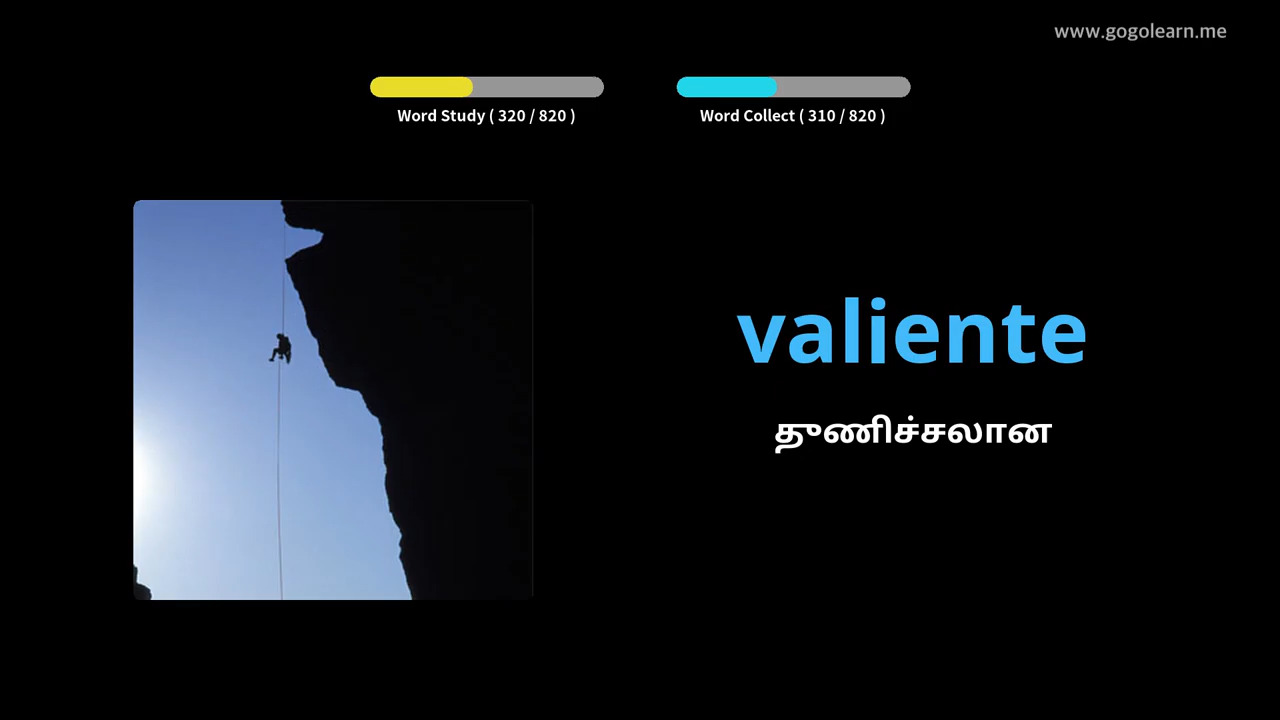 www.gogolearn.me
Word Study ( 320 / 820 )
Word Collect ( 310 / 820 )
valiente
துணிச்சலான